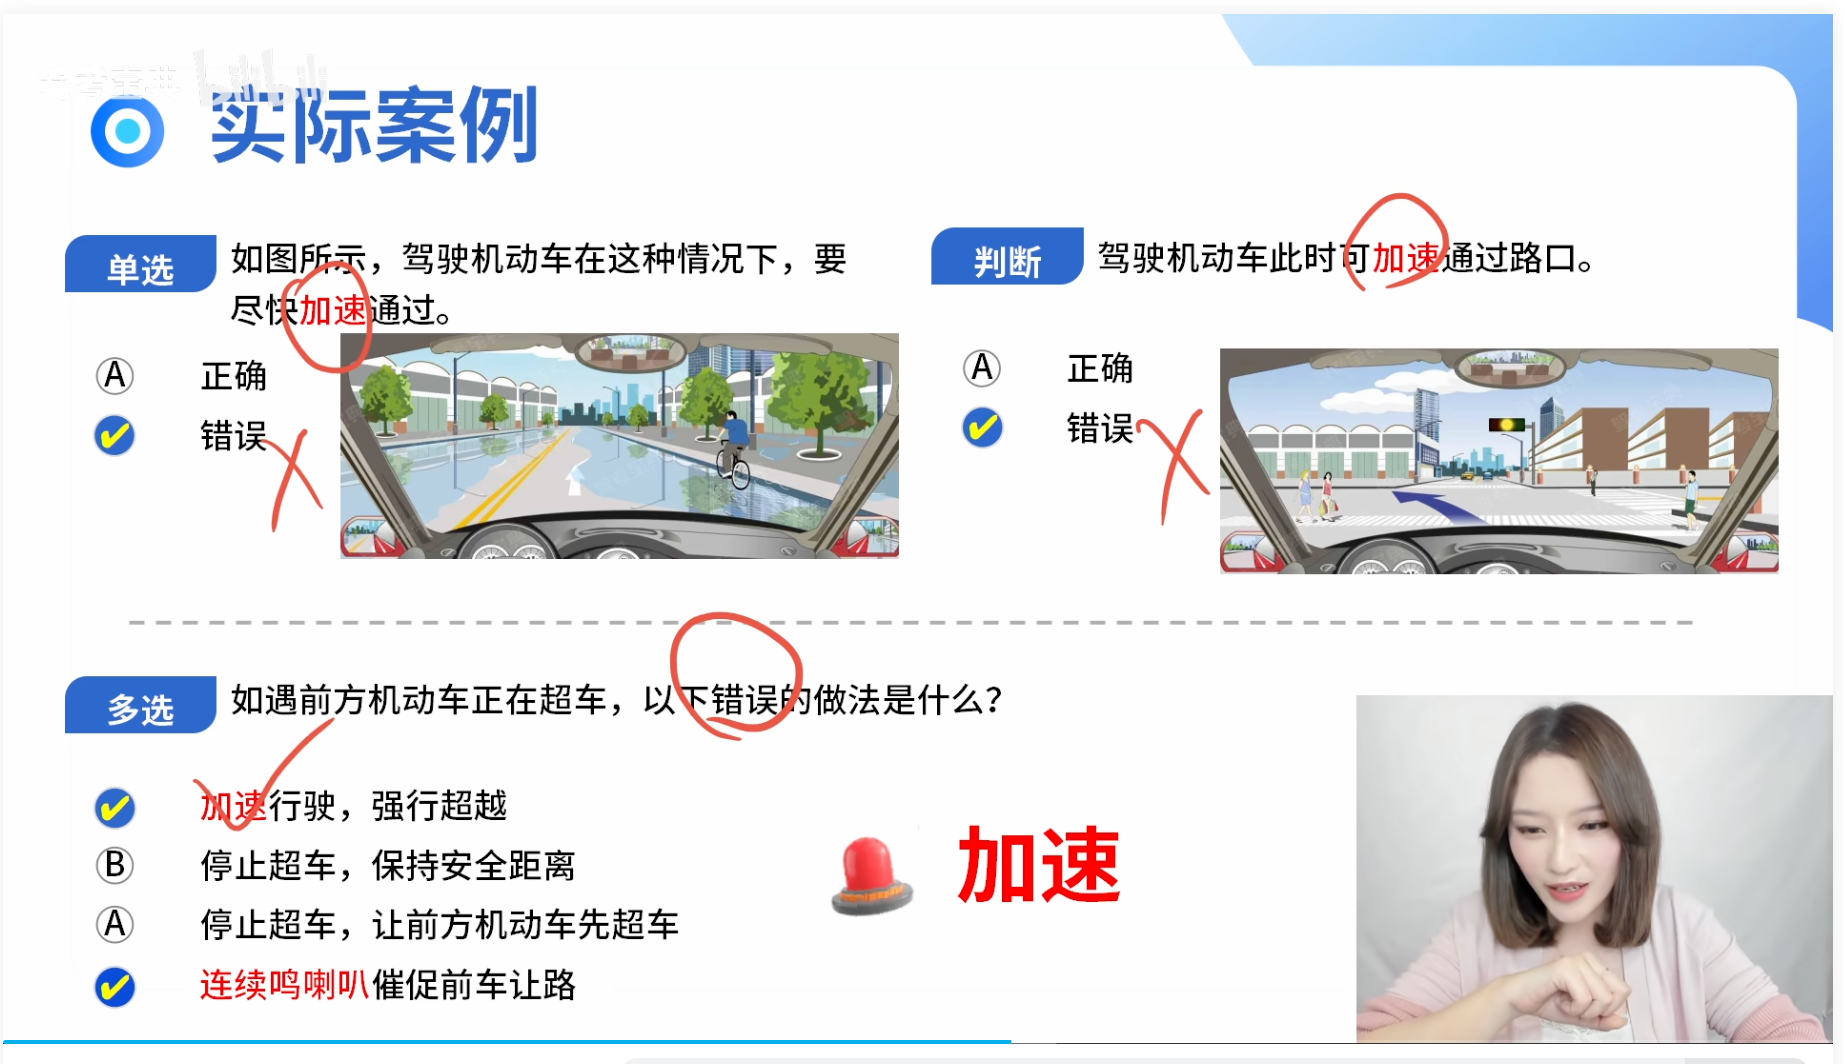 实际案例
单选
如图所示，驾驶机动车在这种情况下，要
尽快加速通过。
A 正确
错误
判断
驾驶机动车此时可加速通过路口。
A 正确
错误
多选
如遇前方机动车正在超车，以下错误的做法是什么？
加速行驶，强行超越
B 停止超车，保持安全距离
A 停止超车，让前方机动车先超车
连续鸣喇叭催促前车让路
加速
bilibili